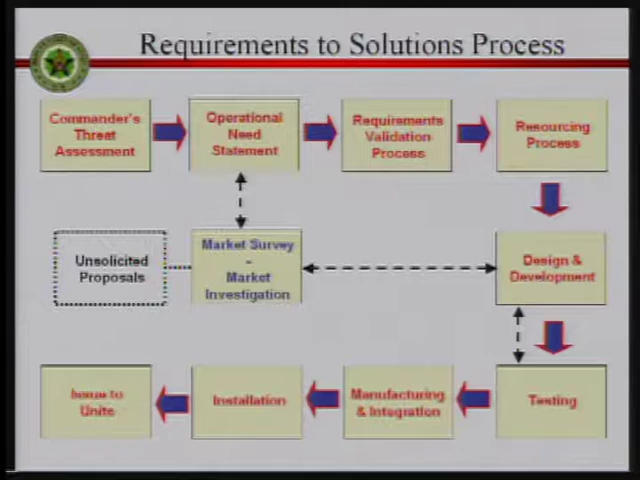 Requirements to Solutions Process
Commander's
Threat
Assessment
Operational
Need
Statement
Requirements
Validation
Process
Resourcing
Process
Unsolicited
Proposals
Market Survey
-
Market
Investigation
Design &
Development
Issue to
Units
Installation
Manufacturing
& Integration
Testing